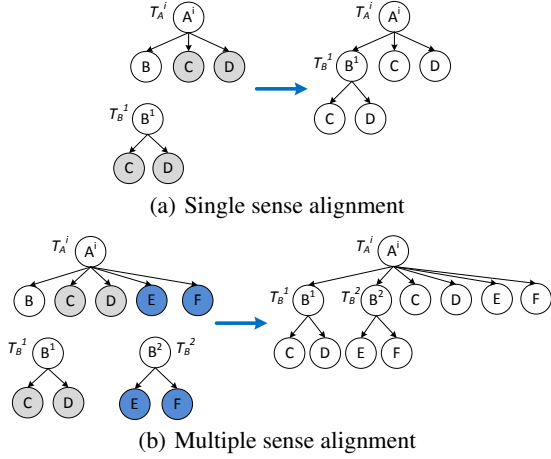 T_A^i A^i T_A^i A^i
B C D T_B^1 B^1 C D
T_B^1 B^1 C D
C D
(a) Single sense alignment
T_A^i A^i T_A^i A^i
B C D E F T_B^1 B^1 T_B^2 B^2 C D E F
T_B^1 B^1 B^2 T_B^2 C D E F
C D E F
(b) Multiple sense alignment